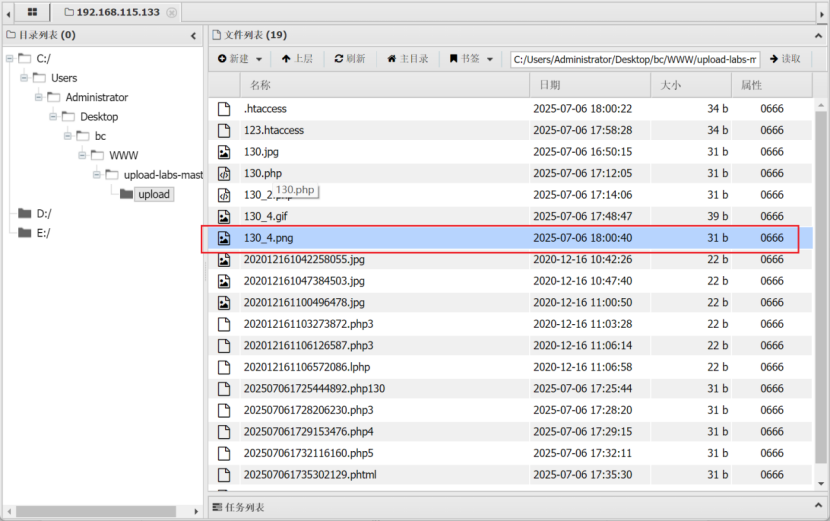 192.168.115.133
目录列表 (0)
C:/
Users
Administrator
Desktop
bc
WWW
upload-labs-mast
upload
D:/
E:/
文件列表 (19)
新建 上层 刷新 主目录 书签 C:/Users/Administrator/Desktop/bc/WWW/upload-labs-m 读取
名称 日期 大小 属性
.htaccess 2025-07-06 18:00:22 34 b 0666
123.htaccess 2025-07-06 17:58:28 34 b 0666
130.jpg 2025-07-06 16:50:15 31 b 0666
130.php 2025-07-06 17:12:05 31 b 0666
130_2.php 2025-07-06 17:14:06 31 b 0666
130.php
130_4.gif 2025-07-06 17:48:47 39 b 0666
130_4.png 2025-07-06 18:00:40 31 b 0666
202012161042258055.jpg 2020-12-16 10:42:26 22 b 0666
202012161047384503.jpg 2020-12-16 10:47:40 22 b 0666
202012161100496478.jpg 2020-12-16 11:00:50 22 b 0666
202012161103273872.php3 2020-12-16 11:03:28 22 b 0666
202012161106126587.php3 2020-12-16 11:06:14 22 b 0666
202012161106572086.lphp 2020-12-16 11:06:58 22 b 0666
202507061725444892.php130 2025-07-06 17:25:44 31 b 0666
202507061728206230.php3 2025-07-06 17:28:20 31 b 0666
202507061729153476.php4 2025-07-06 17:29:15 31 b 0666
202507061732116160.php5 2025-07-06 17:32:11 31 b 0666
202507061735302129.phtml 2025-07-06 17:35:30 31 b 0666
任务列表